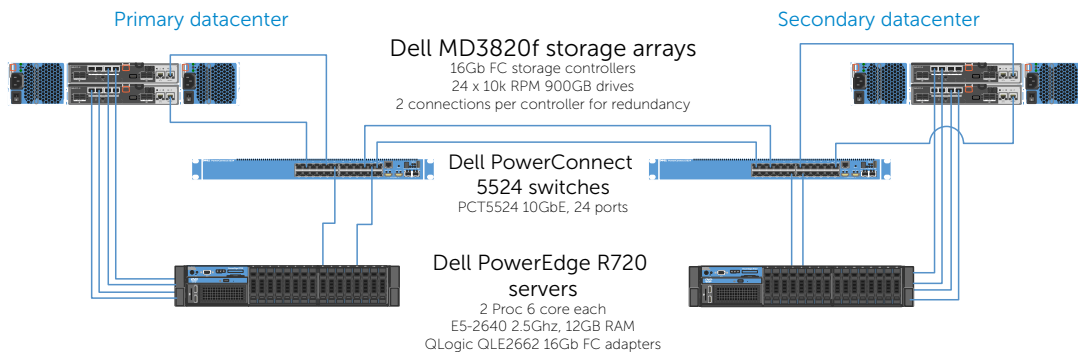 Primary datacenter
Secondary datacenter
Dell MD3820f storage arrays
16Gb FC storage controllers
24 x 10k RPM 900GB drives
2 connections per controller for redundancy
Dell PowerConnect
5524 switches
PCT5524 10GbE, 24 ports
Dell PowerEdge R720
servers
2 Proc 6 core each
E5-2640 2.5Ghz, 12GB RAM
QLogic QLE2662 16Gb FC adapters